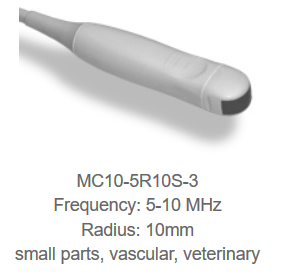 MC10-5R10S-3
Frequency: 5-10 MHz
Radius: 10mm
small parts, vascular, veterinary